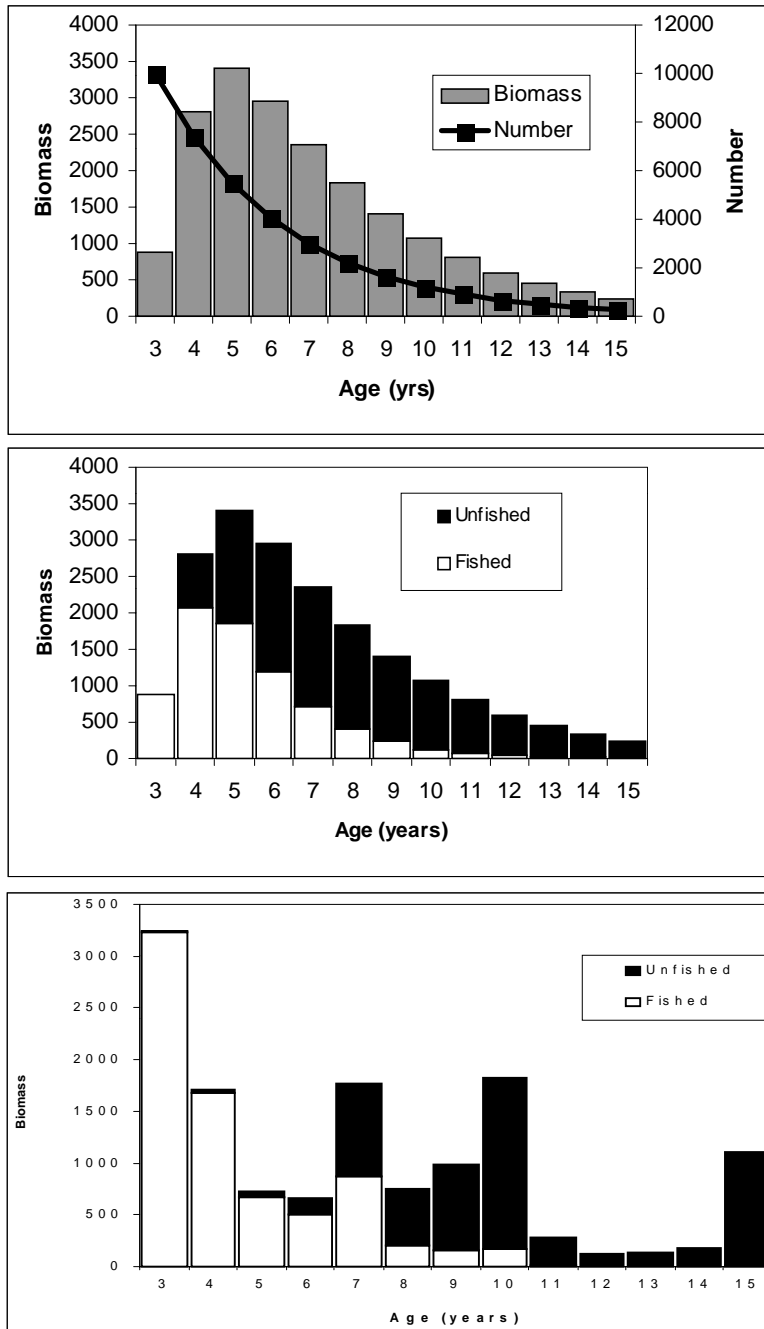 4000 12000
3500 10000
3000
Biomass
2500 8000
Number
2000 6000
Biomass
Number
1500 4000
1000
500 2000
0 0
3 4 5 6 7 8 9 10 11 12 13 14 15
Age (yrs)
4000
3500
Unfished
3000
Fished
2500
2000
Biomass
1500
1000
500
0
3 4 5 6 7 8 9 10 11 12 13 14 15
Age (years)
3500
Unfished
3000
Fished
2000
1500
Biomass
1000
500
0
3 4 5 6 7 8 9 10 11 12 13 14 15
Age (years)